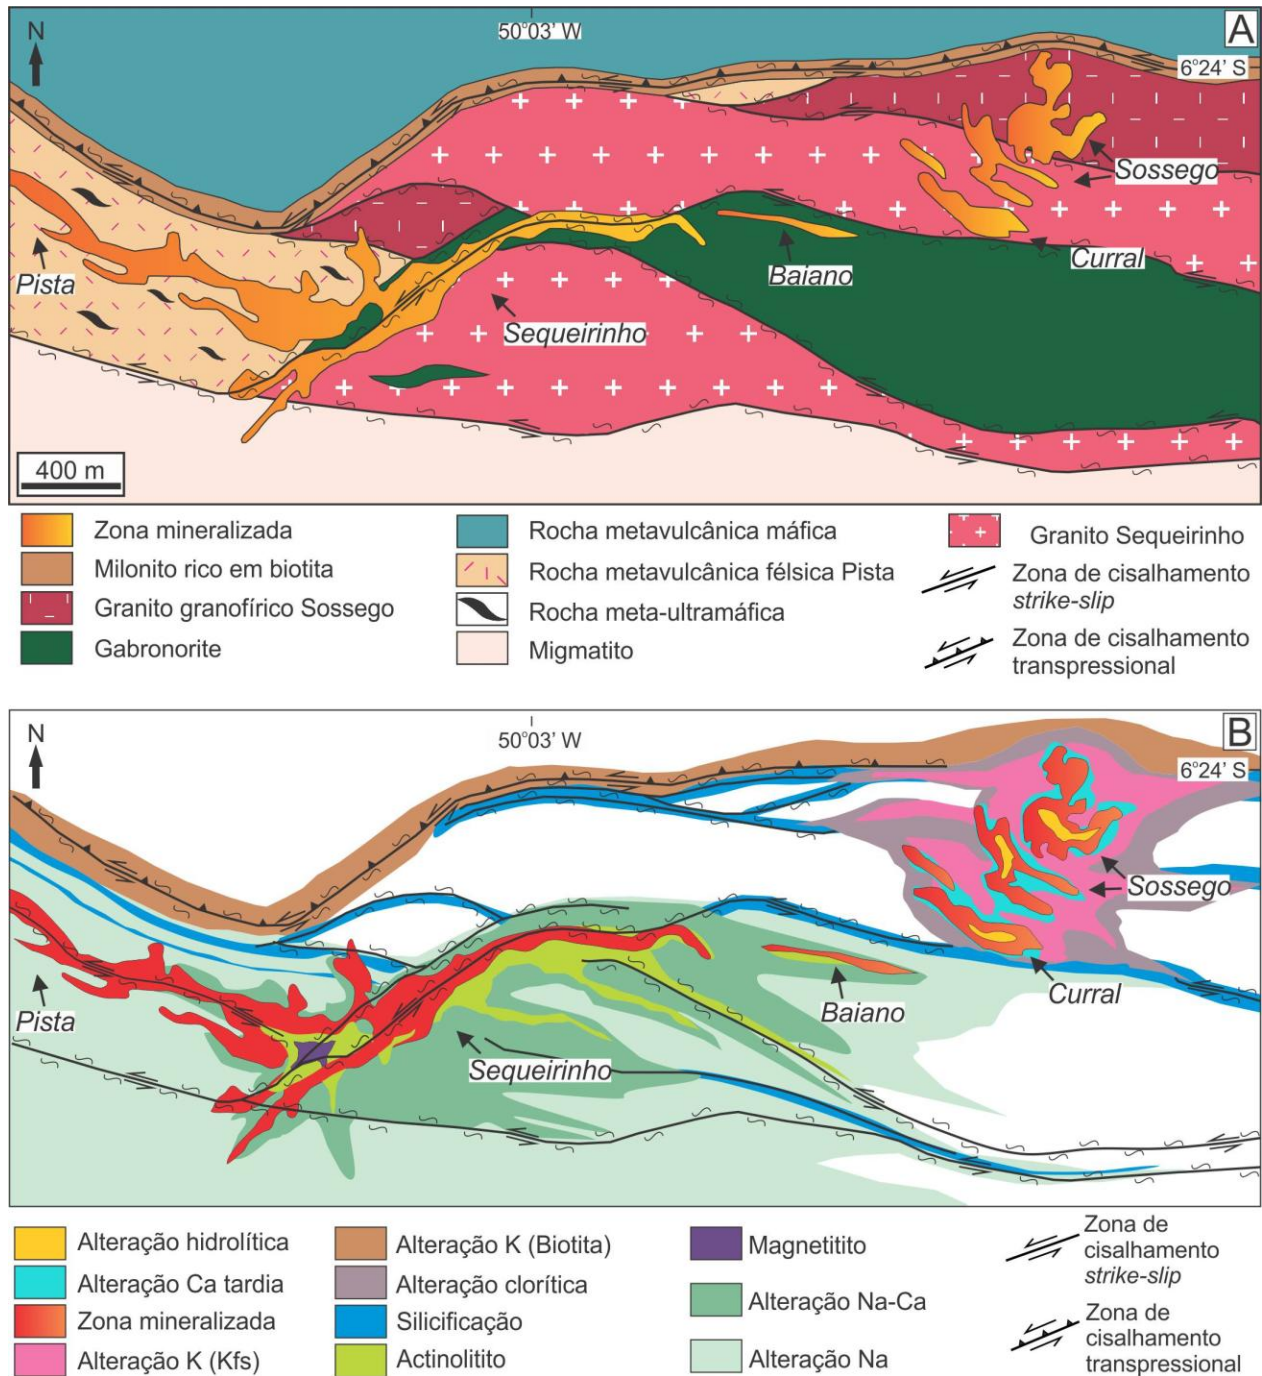 N
50°03' W
A
6°24' S
Sossego
Curral
Baiano
Pista
Sequeirinho
400 m
Zona mineralizada
Milonito rico em biotita
Granito granofírico Sossego
Gabronorite
Rocha metavulcânica máfica
Rocha metavulcânica félsica Pista
Rocha meta-ultramáfica
Migmatito
Granito Sequeirinho
Zona de cisalhamento
strike-slip
Zona de cisalhamento
transpressional
N
50°03' W
B
6°24' S
Sossego
Curral
Baiano
Pista
Sequeirinho
Alteração hidrolítica
Alteração Ca tardia
Zona mineralizada
Alteração K (Kfs)
Alteração K (Biotita)
Alteração clorítica
Silicificação
Actinolitito
Magnetitito
Alteração Na-Ca
Alteração Na
Zona de
cisalhamento
strike-slip
Zona de
cisalhamento
transpressional